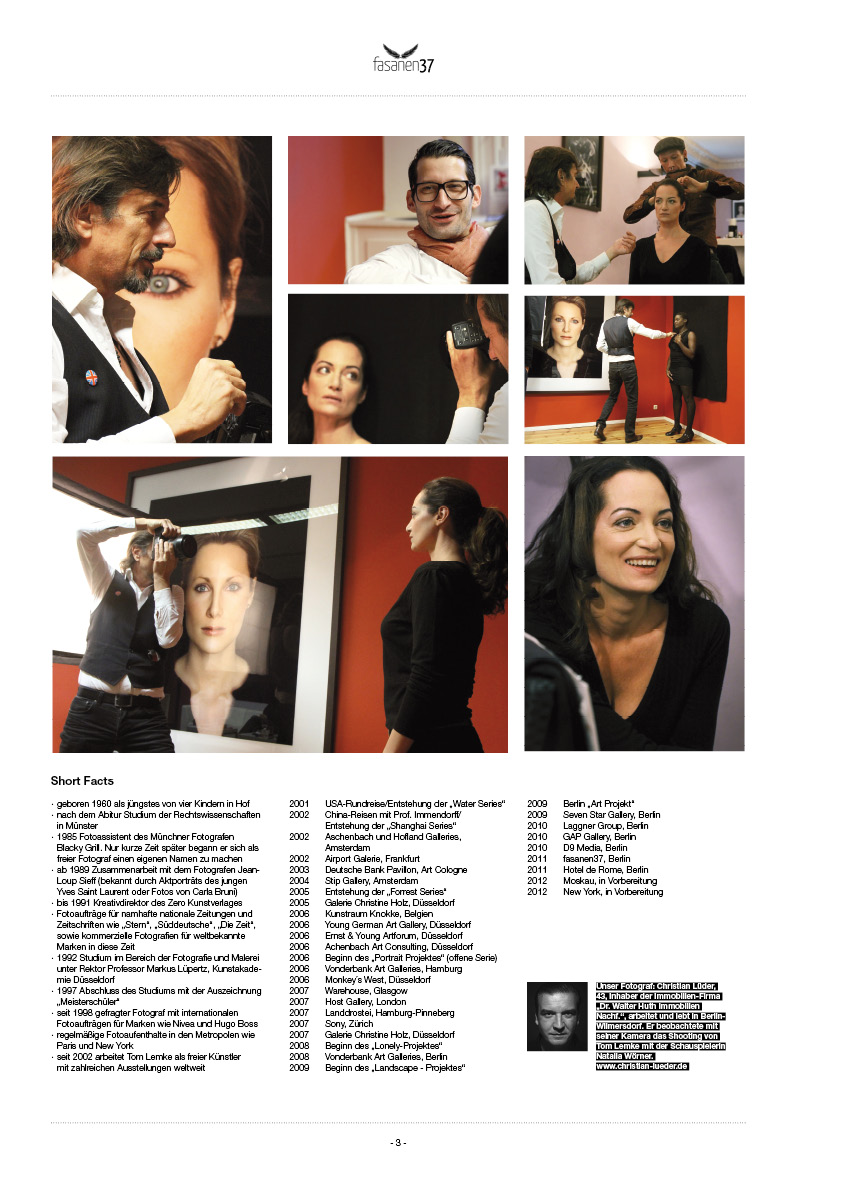 fasanen37
Short Facts
· geboren 1960 als jüngstes von vier Kindern in Hof
· nach dem Abitur Studium der Rechtswissenschaften
in Münster
· 1985 Fotoassistent des Münchner Fotografen
Blacky Grill. Nur kurze Zeit später begann er sich als
freier Fotograf einen eigenen Namen zu machen
· ab 1989 Zusammenarbeit mit dem Fotografen Jean-
Loup Sieff (bekannt durch Aktporträts des jungen
Yves Saint Laurent oder Fotos von Carla Bruni)
· bis 1991 Kreativdirektor des Zero Kunstverlages
· Fotoaufträge für namhafte nationale Zeitungen und
Zeitschriften wie „Stern“, „Süddeutsche“, „Die Zeit“,
sowie kommerzielle Fotografien für weltbekannte
Marken in diese Zeit
· 1992 Studium im Bereich der Fotografie und Malerei
unter Rektor Professor Markus Lüpertz, Kunstakade-
mie Düsseldorf
· 1997 Abschluss des Studiums mit der Auszeichnung
„Meisterschüler“
· seit 1998 gefragter Fotograf mit internationalen
Fotoaufträgen für Marken wie Nivea und Hugo Boss
· regelmäßige Fotoaufenthalte in den Metropolen wie
Paris und New York
· seit 2002 arbeitet Tom Lemke als freier Künstler
mit zahlreichen Ausstellungen weltweit
2001 USA-Rundreise/Entstehung der „Water Series“
2002 China-Reisen mit Prof. Immendorff/
Entstehung der „Shanghai Series“
2002 Aschenbach und Hofland Galleries,
Amsterdam
2002 Airport Galerie, Frankfurt
2003 Deutsche Bank Pavillon, Art Cologne
2004 Stip Gallery, Amsterdam
2005 Entstehung der „Forrest Series“
2005 Galerie Christine Holz, Düsseldorf
2006 Kunstraum Knokke, Belgien
2006 Young German Art Gallery, Düsseldorf
2006 Ernst & Young Artforum, Düsseldorf
2006 Achenbach Art Consulting, Düsseldorf
2006 Beginn des „Portrait Projektes“ (offene Serie)
2006 Vonderbank Art Galleries, Hamburg
2006 Monkey's West, Düsseldorf
2007 Warehouse, Glasgow
2007 Host Gallery, London
2007 Landdrostei, Hamburg-Pinneberg
2007 Sony, Zürich
2007 Galerie Christine Holz, Düsseldorf
2008 Beginn des „Lonely-Projektes“
2008 Vonderbank Art Galleries, Berlin
2009 Beginn des „Landscape - Projektes“
2009 Berlin „Art Projekt“
2009 Seven Star Gallery, Berlin
2010 Laggner Group, Berlin
2010 GAP Gallery, Berlin
2010 D9 Media, Berlin
2011 fasanen37, Berlin
2011 Hotel de Rome, Berlin
2012 Moskau, in Vorbereitung
2012 New York, in Vorbereitung
Unser Fotograf: Christian Lüder,
43, Inhaber der Immobilien-Firma
„Dr. Walter Huth Immobilien
Nachf.“, arbeitet und lebt in Berlin-
Wilmersdorf. Er beobachtete mit
seiner Kamera das Shooting von
Tom Lemke mit der Schauspielerin
Natalia Wörner.
www.christian-lueder.de
- 3 -